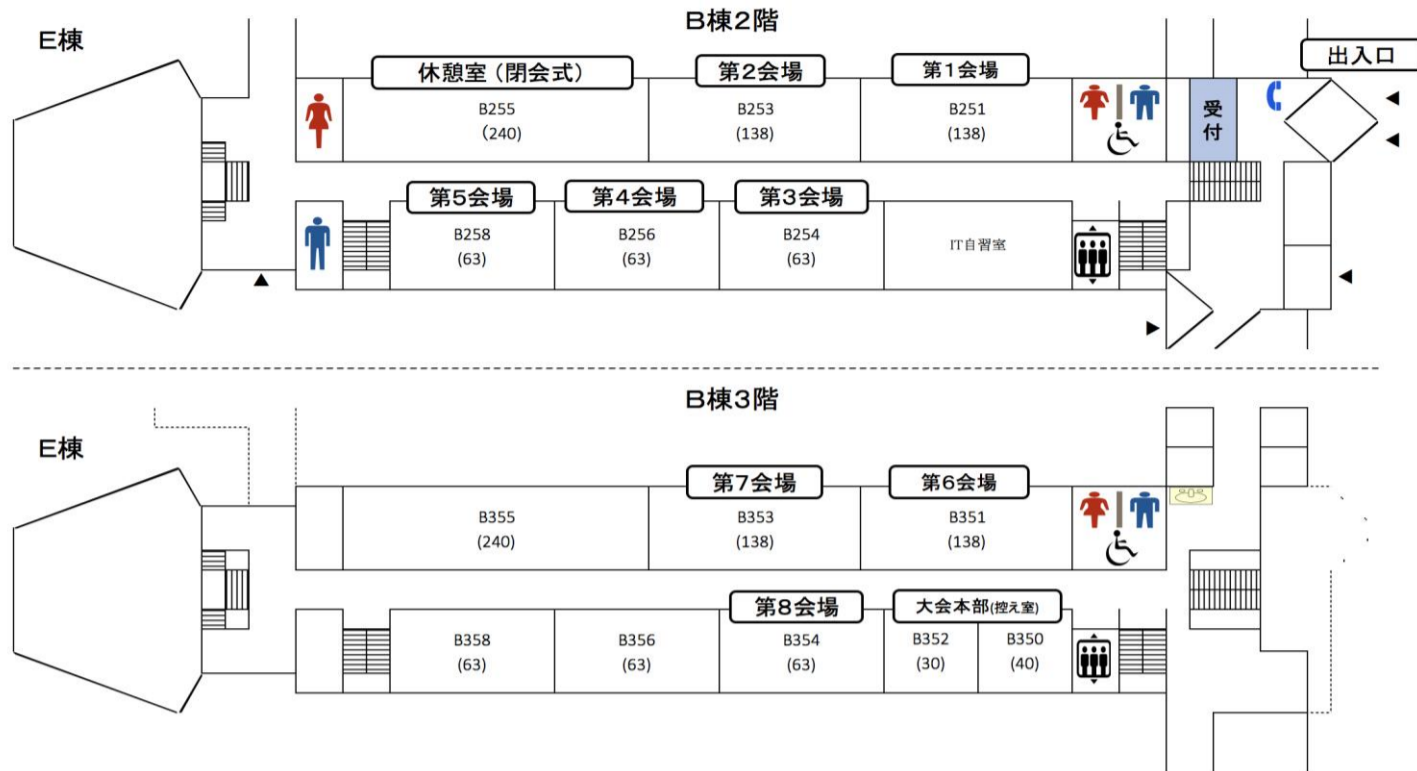 B棟2階
E棟
出入口
休憩室（閉会式）
第2会場
第1会場
B255
(240)
B253
(138)
B251
(138)
受付
第5会場
第4会場
第3会場
B258
(63)
B256
(63)
B254
(63)
IT自習室
B棟3階
E棟
第7会場
第6会場
B355
(240)
B353
(138)
B351
(138)
第8会場
大会本部(控え室)
B358
(63)
B356
(63)
B354
(63)
B352
(30)
B350
(40)